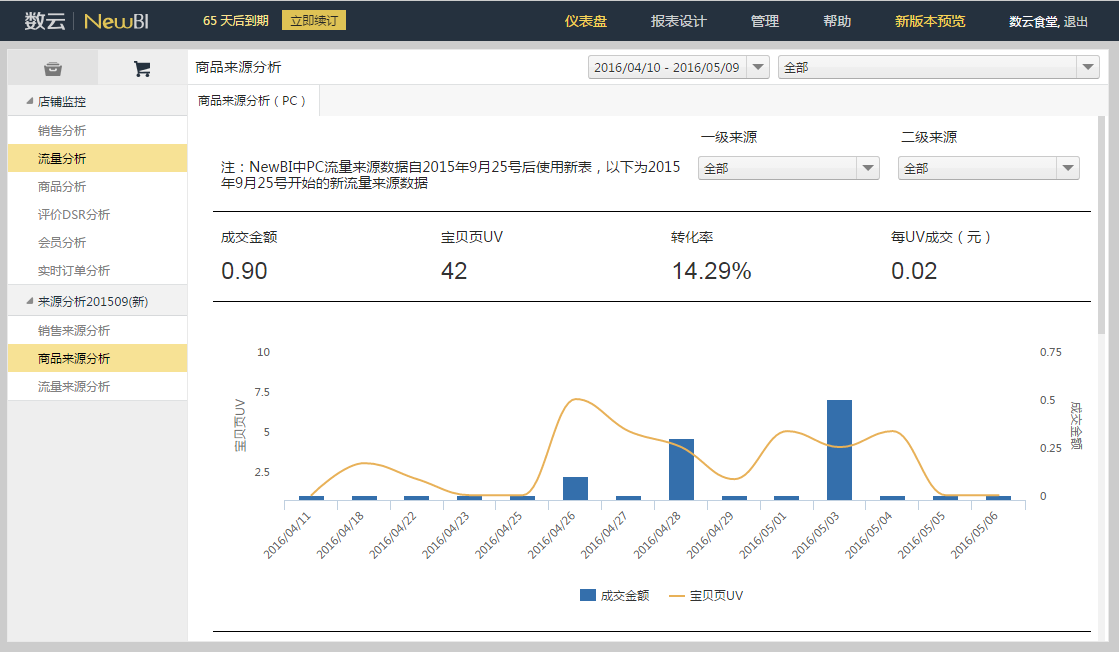 数云 NewBI 65 天后到期 立即续订 仪表盘 报表设计 管理 帮助 新版本预览 数云食堂, 退出
商品来源分析 2016/04/10 - 2016/05/09 全部
店铺监控
销售分析
流量分析
商品分析
评价DSR分析
会员分析
实时订单分析
来源分析201509(新)
销售来源分析
商品来源分析
流量来源分析
商品来源分析（PC）
一级来源 二级来源
全部 全部
注：NewBI中PC流量来源数据自2015年9月25号后使用新表，以下为2015
年9月25号开始的新流量来源数据
成交金额 宝贝页UV 转化率 每UV成交（元）
0.90 42 14.29% 0.02
宝贝页UV
10
7.5
5
2.5
0.75
0.5
0.25
0
成交金额
2016/04/11 2016/04/18 2016/04/22 2016/04/23 2016/04/25 2016/04/26 2016/04/27 2016/04/28 2016/04/29 2016/05/01 2016/05/03 2016/05/04 2016/05/05 2016/05/06
成交金额 宝贝页UV